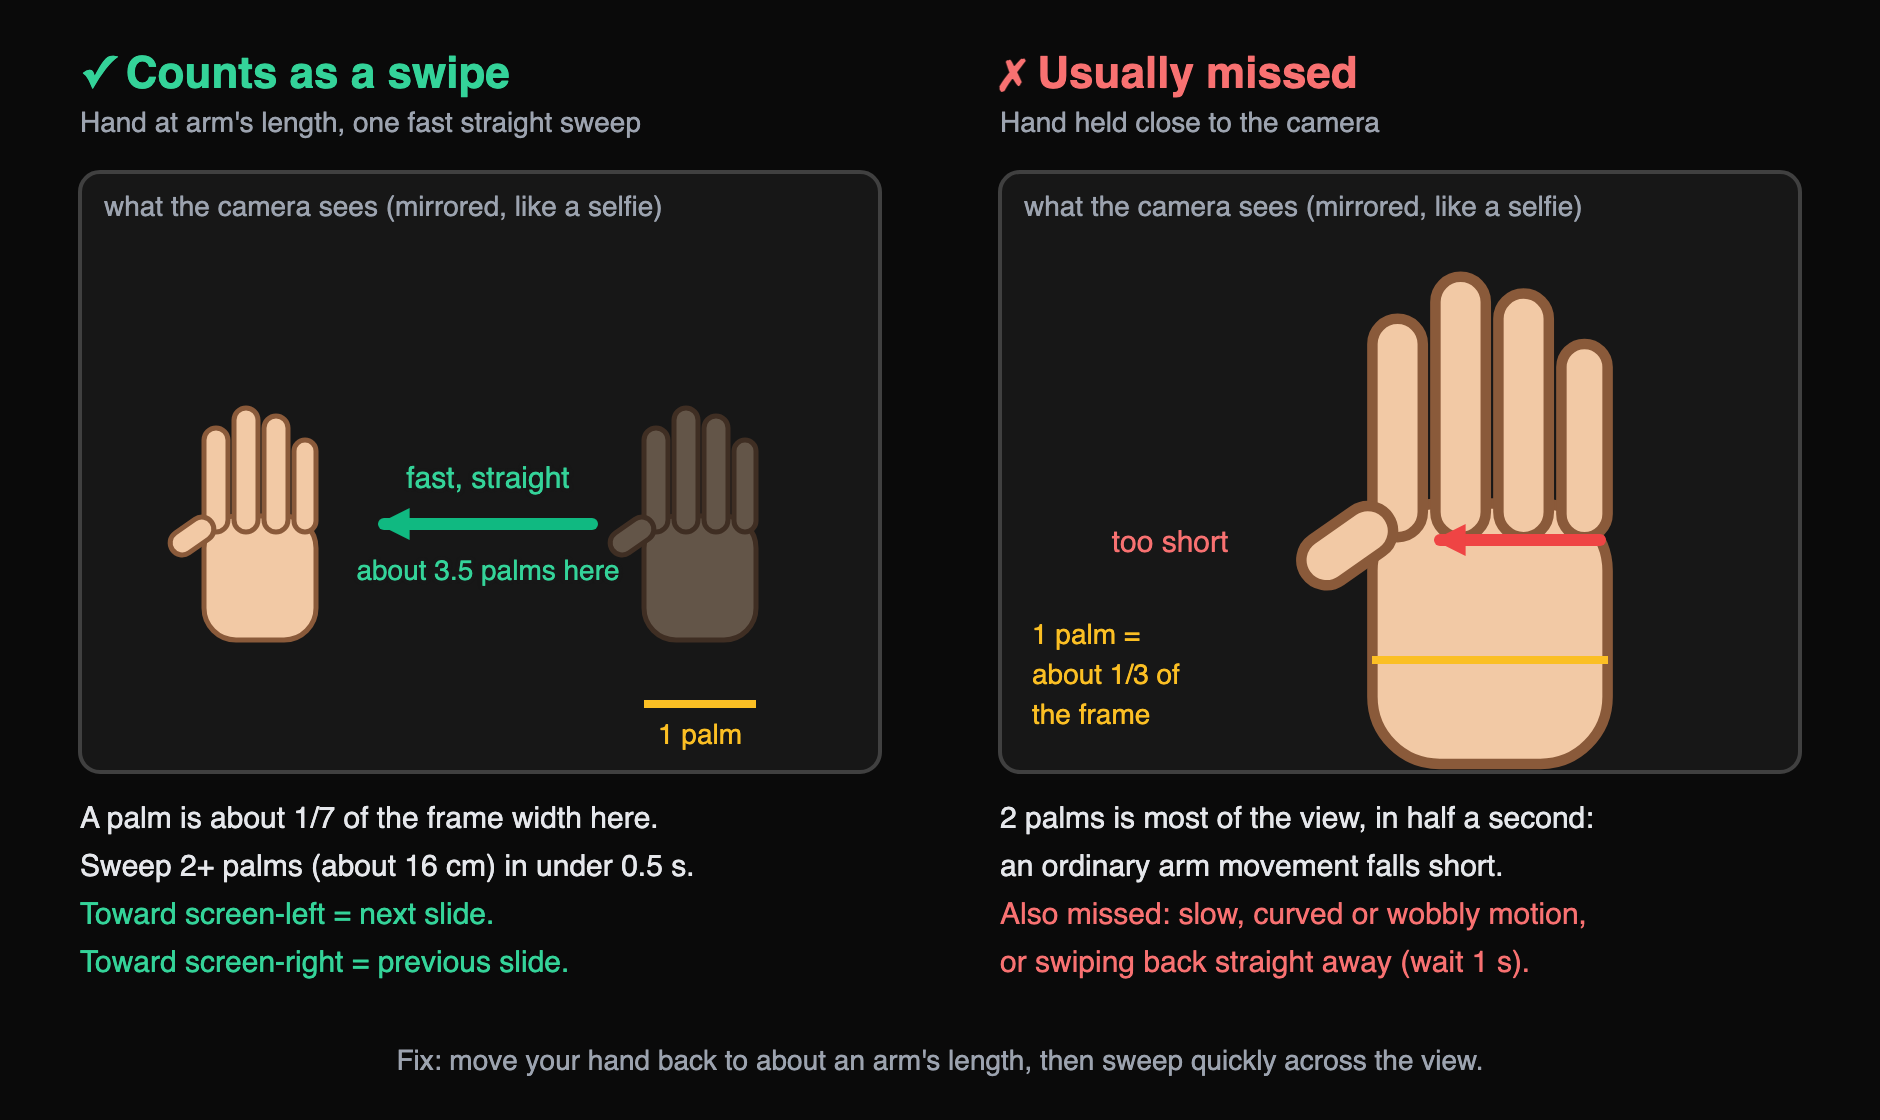 ✓ Counts as a swipe
Hand at arm's length, one fast straight sweep
what the camera sees (mirrored, like a selfie)
fast, straight
about 3.5 palms here
1 palm
A palm is about 1/7 of the frame width here.
Sweep 2+ palms (about 16 cm) in under 0.5 s.
Toward screen-left = next slide.
Toward screen-right = previous slide.
✗ Usually missed
Hand held close to the camera
what the camera sees (mirrored, like a selfie)
too short
1 palm =
about 1/3 of
the frame
2 palms is most of the view, in half a second:
an ordinary arm movement falls short.
Also missed: slow, curved or wobbly motion,
or swiping back straight away (wait 1 s).
Fix: move your hand back to about an arm's length, then sweep quickly across the view.